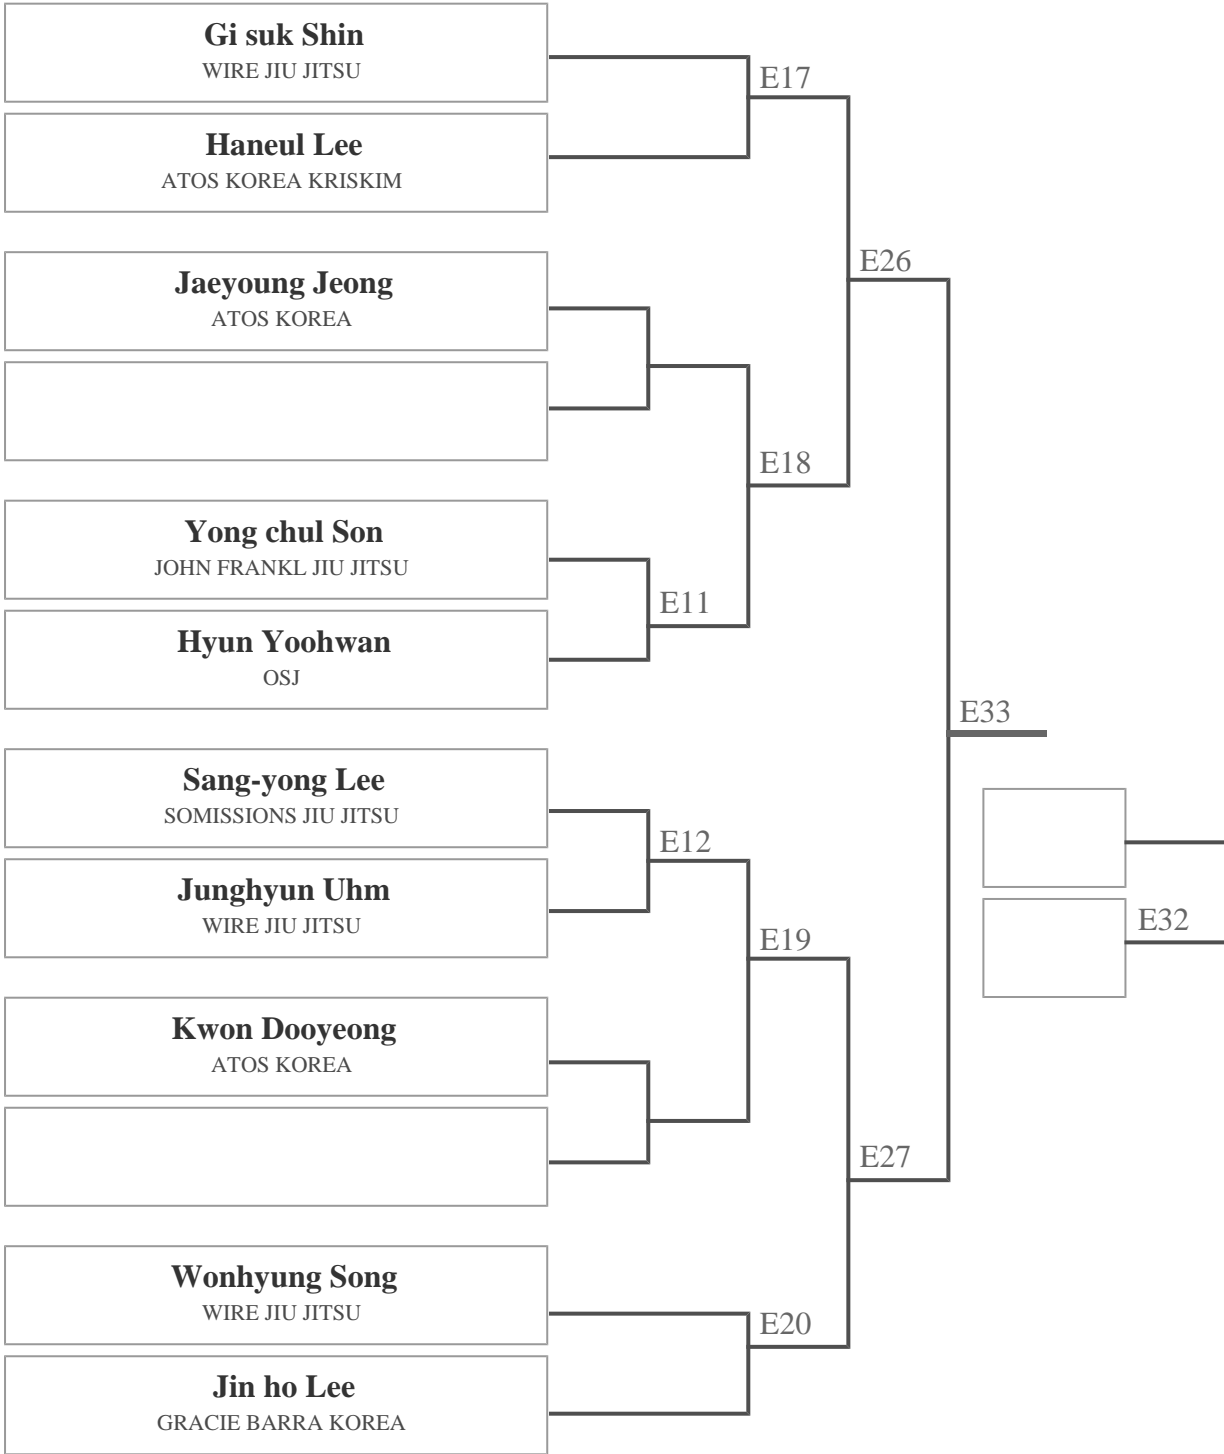 Gi suk Shin
WIRE JIU JITSU
E17
Haneul Lee
ATOS KOREA KRISKIM
E26
Jaeyoung Jeong
ATOS KOREA
E18
Yong chul Son
JOHN FRANKL JIU JITSU
E11
Hyun Yoohwan
OSJ
E33
Sang-yong Lee
SOMISSIONS JIU JITSU
E12
Junghyun Uhm
WIRE JIU JITSU
E32
E19
Kwon Dooyeong
ATOS KOREA
E27
Wonhyung Song
WIRE JIU JITSU
E20
Jin ho Lee
GRACIE BARRA KOREA